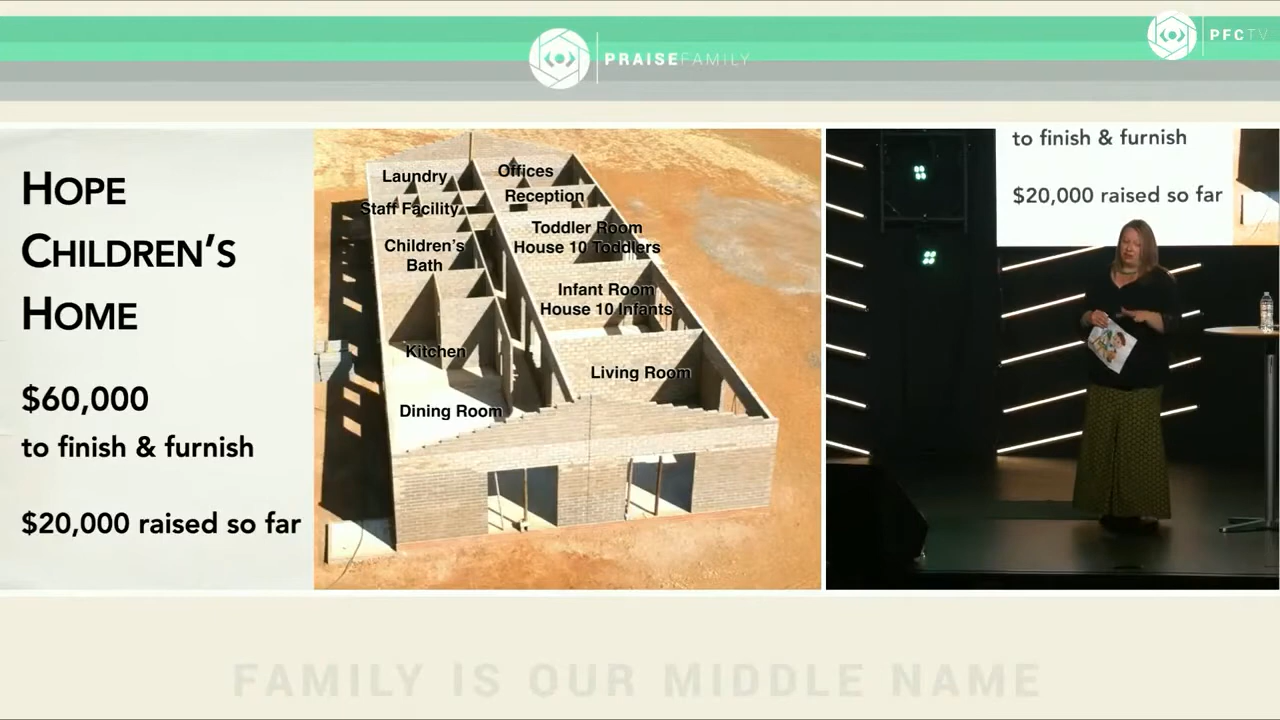 PRAISEFAMILY
PFCTV
HOPE
CHILDREN'S
HOME
$60,000
to finish & furnish
$20,000 raised so far
Laundry
Offices
Staff Facility
Reception
Children's
Bath
Toddler Room
House 10 Toddlers
Infant Room
House 10 Infants
Kitchen
Living Room
Dining Room
to finish & furnish
$20,000 raised so far
FAMILY IS OUR MIDDLE NAME